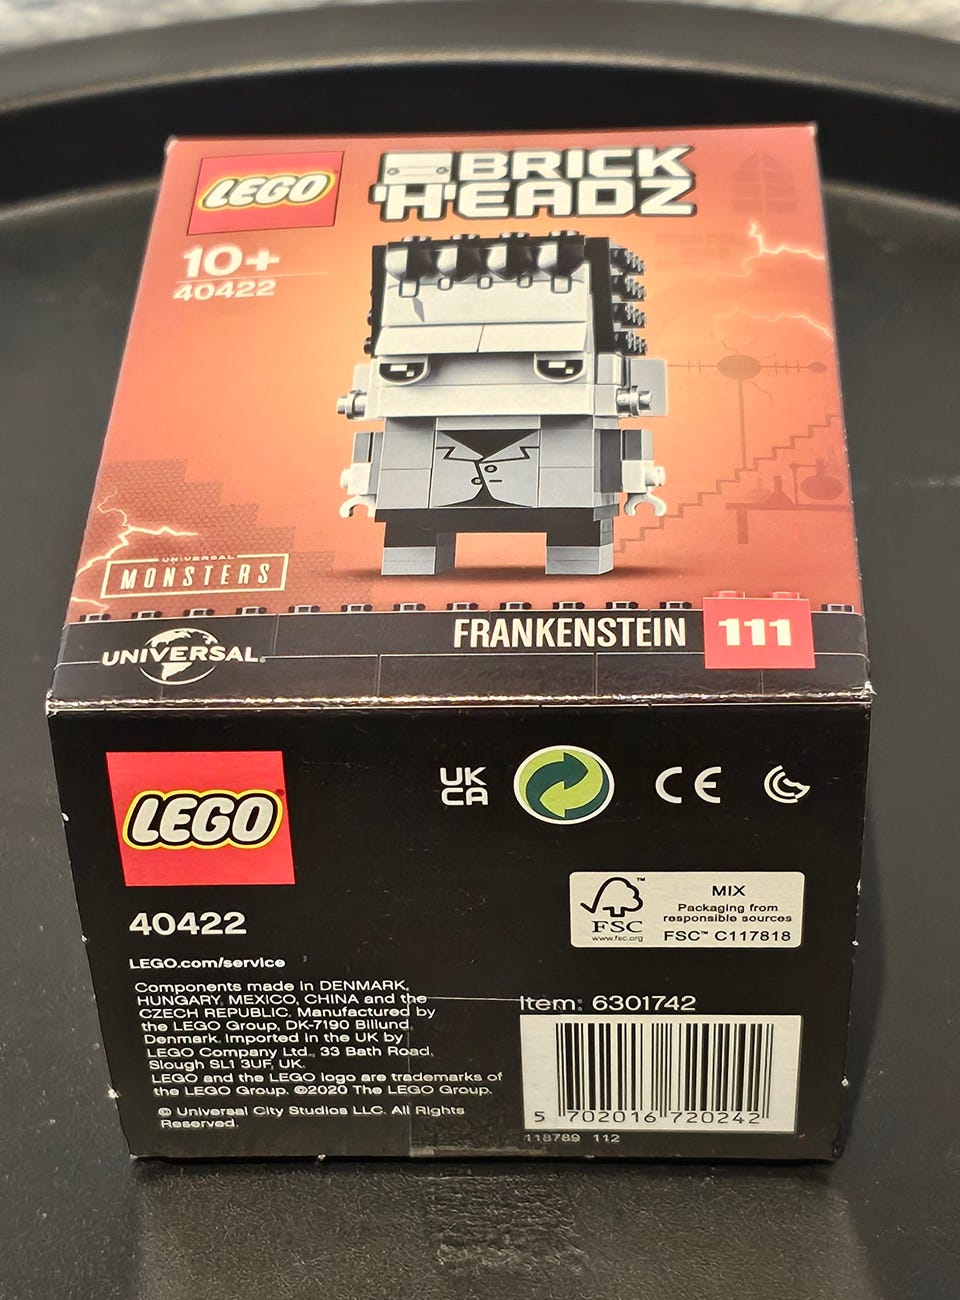 LEGO
BRICK
HEADZ
10+
40422
UNIVERSAL
MONSTERS
UNIVERSAL
FRANKENSTEIN
111
LEGO
UK
CA
CE
40422
MIX
Packaging from
responsible sources
FSC™ C117818
™
FSC
www.fsc.org
LEGO.com/service
Components made in DENMARK,
HUNGARY, MEXICO, CHINA and the
CZECH REPUBLIC. Manufactured by
the LEGO Group, DK-7190 Billund,
Denmark. Imported in the UK by
LEGO Company Ltd., 33 Bath Road,
Slough SL1 3UF, UK.
LEGO and the LEGO logo are trademarks of
the LEGO Group. ©2020 The LEGO Group.
© Universal City Studios LLC. All Rights
Reserved.
Item: 6301742
5 702016 720242
118789 112